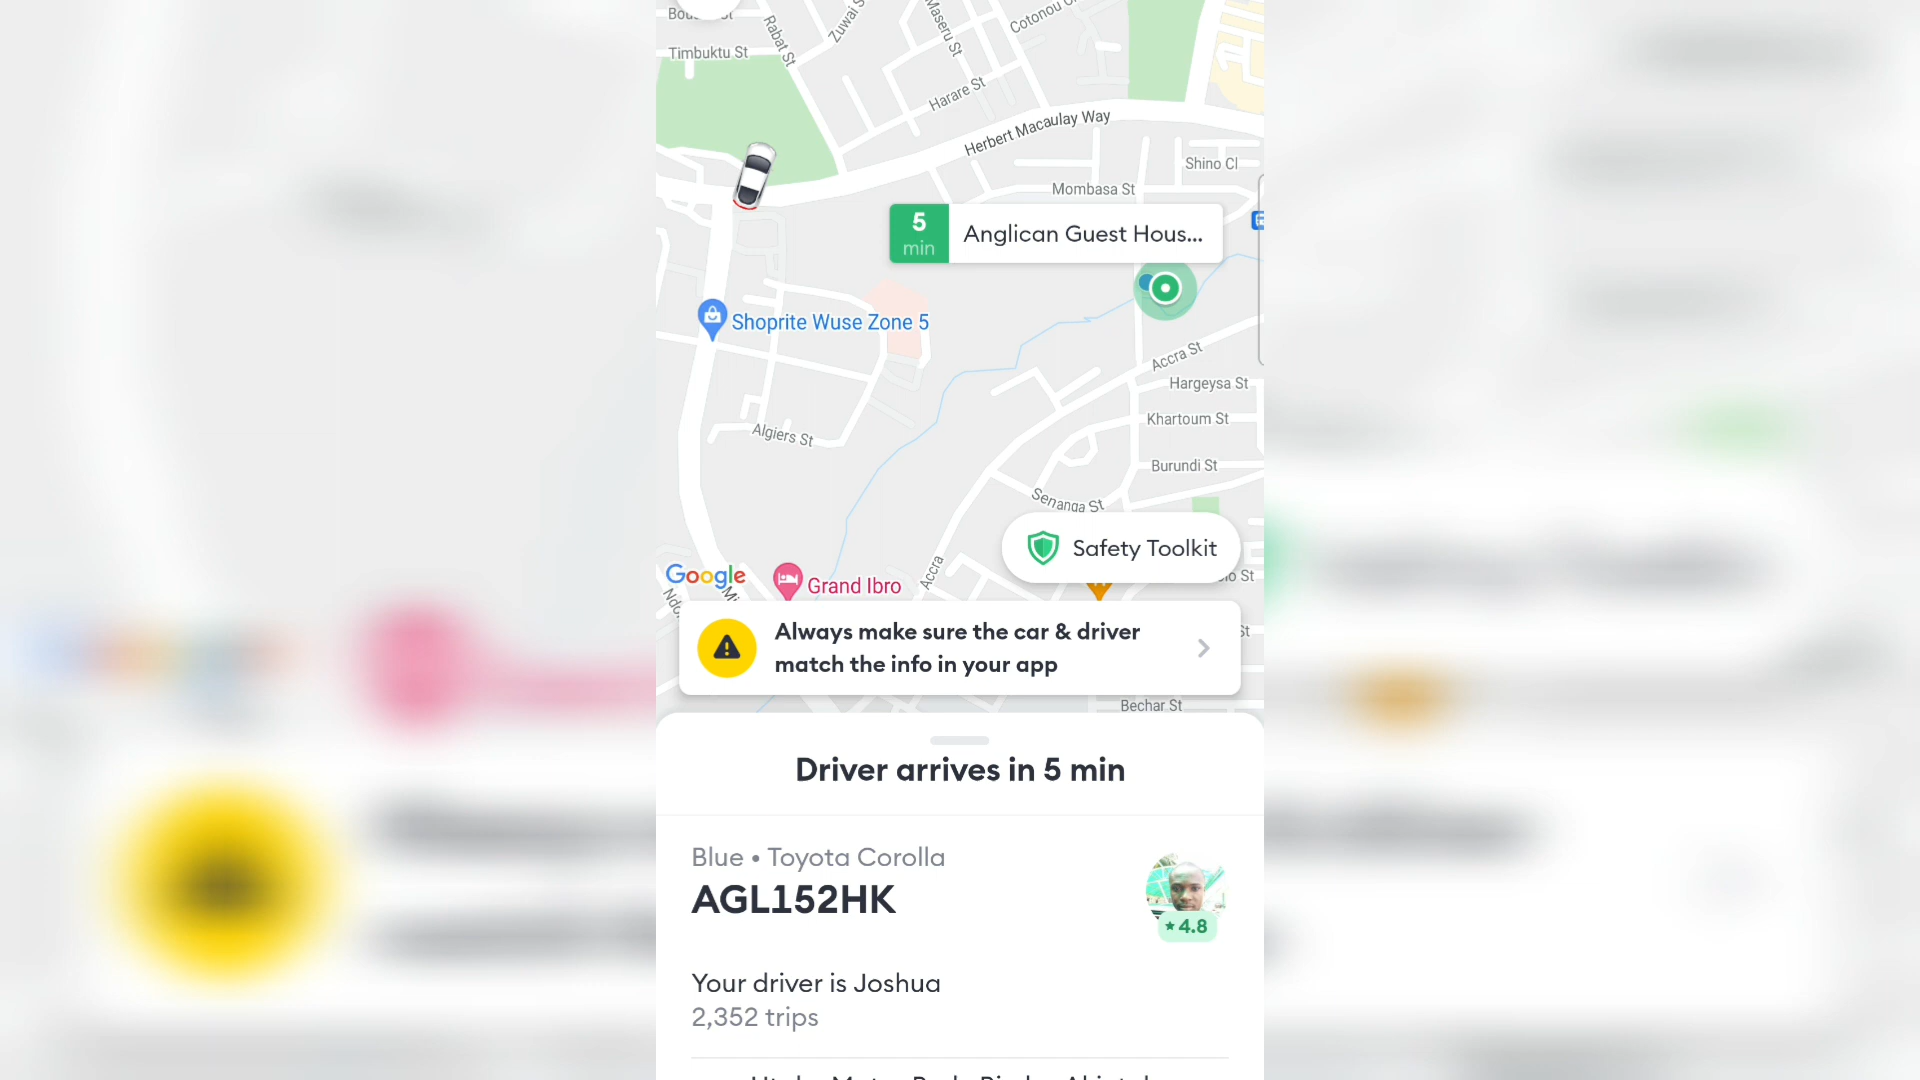 Timbuktu St
Rabat St
Zuwai S
Maseru St
Cotonou C
Harare St
Herbert Macaulay Way
Shino Cl
Mombasa St
5
min
Anglican Guest Hous...
Shoprite Wuse Zone 5
Accra St
Hargeysa St
Khartoum St
Algiers St
Burundi St
Senanga St
Safety Toolkit
Google
Grand Ibro
Accra
St
Always make sure the car & driver
match the info in your app
St
Bechar St
Driver arrives in 5 min
Blue • Toyota Corolla
AGL152HK
4.8
Your driver is Joshua
2,352 trips